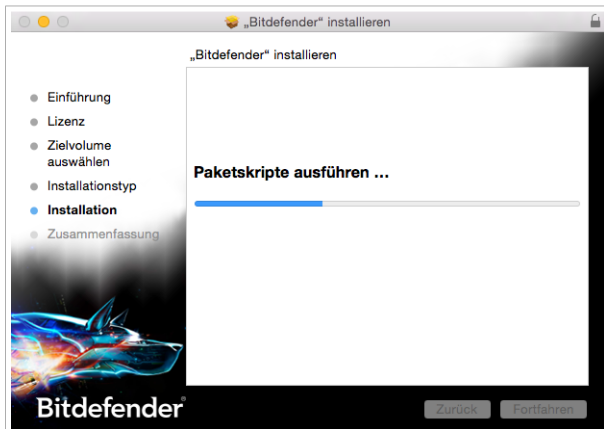 „Bitdefender“ installieren
„Bitdefender“ installieren
Einführung
Lizenz
Zielvolume
auswählen
Installationstyp
Installation
Zusammenfassung
Paketskripte ausführen ...
Bitdefender®
Zurück
Fortfahren